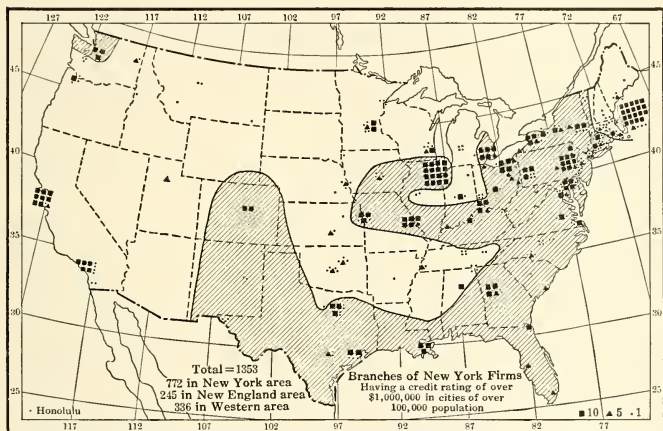 127 122 117 112 107 102 97 92 87 82 77 72 67
45 45
40 40
35 35
30 30
25 25
Total=1353
772 in New York area
245 in New England area
336 in Western area
Branches of New York Firms
Having a credit rating of over
$1,000,000 in cities of over
100,000 population
· Honolulu
■ 10 ▲ 5 · 1
117 112 107 102 97 92 87 82 77